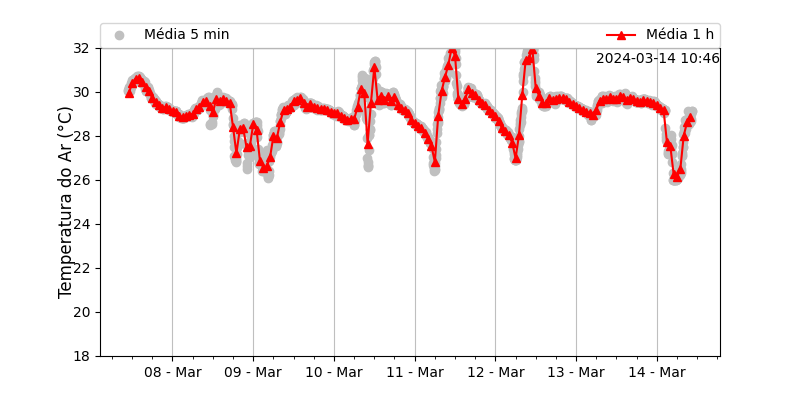 Média 5 min
Média 1 h
2024-03-14 10:46
Temperatura do Ar (°C)
32
30
28
26
24
22
20
18
08 - Mar
09 - Mar
10 - Mar
11 - Mar
12 - Mar
13 - Mar
14 - Mar